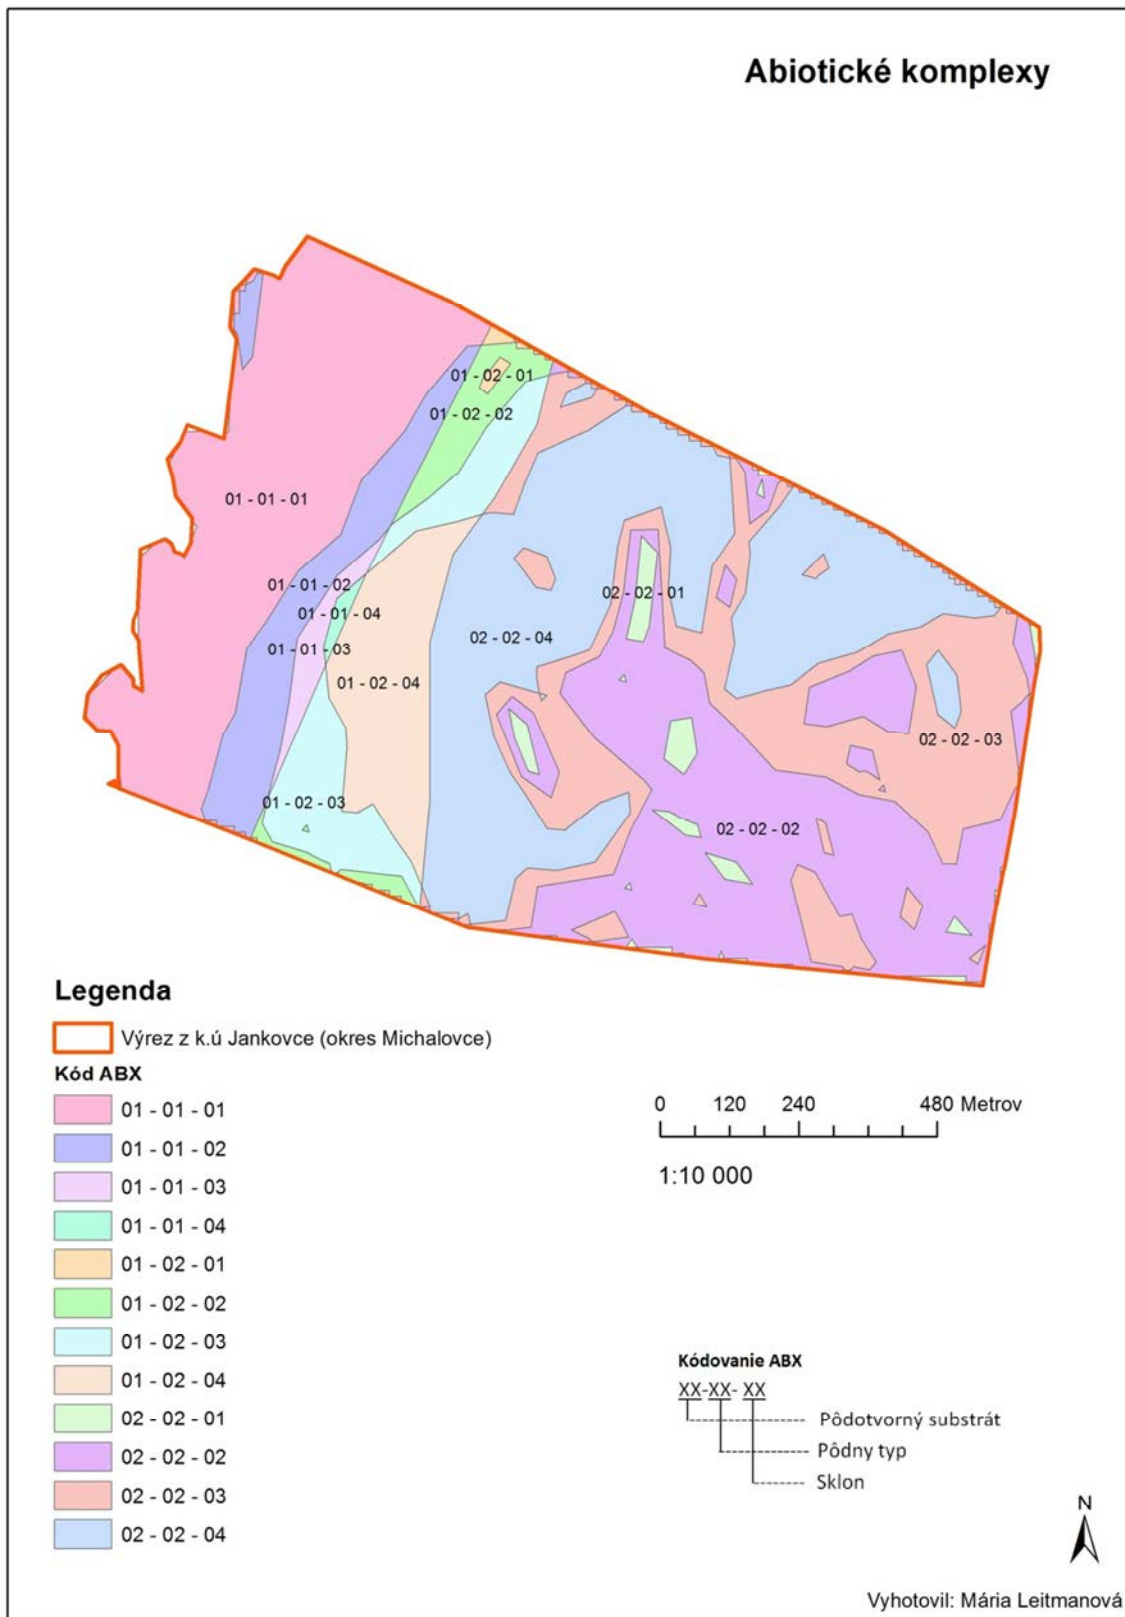 Abiotické komplexy
01 - 02 - 01
01 - 02 - 02
01 - 01 - 01
01 - 01 - 02
02 - 02 - 01
01 - 01 - 04
02 - 02 - 04
01 - 01 - 03
01 - 02 - 04
02 - 02 - 03
01 - 02 - 03
02 - 02 - 02
Legenda
Výrez z k.ú Jankovce (okres Michalovce)
Kód ABX
01 - 01 - 01
01 - 01 - 02
01 - 01 - 03
01 - 01 - 04
01 - 02 - 01
01 - 02 - 02
01 - 02 - 03
01 - 02 - 04
02 - 02 - 01
02 - 02 - 02
02 - 02 - 03
02 - 02 - 04
0 120 240 480 Metrov
1:10 000
Kódovanie ABX
XX-XX- XX
Pôdotvorný substrát
Pôdny typ
Sklon
N
Vyhotovil: Mária Leitmanová